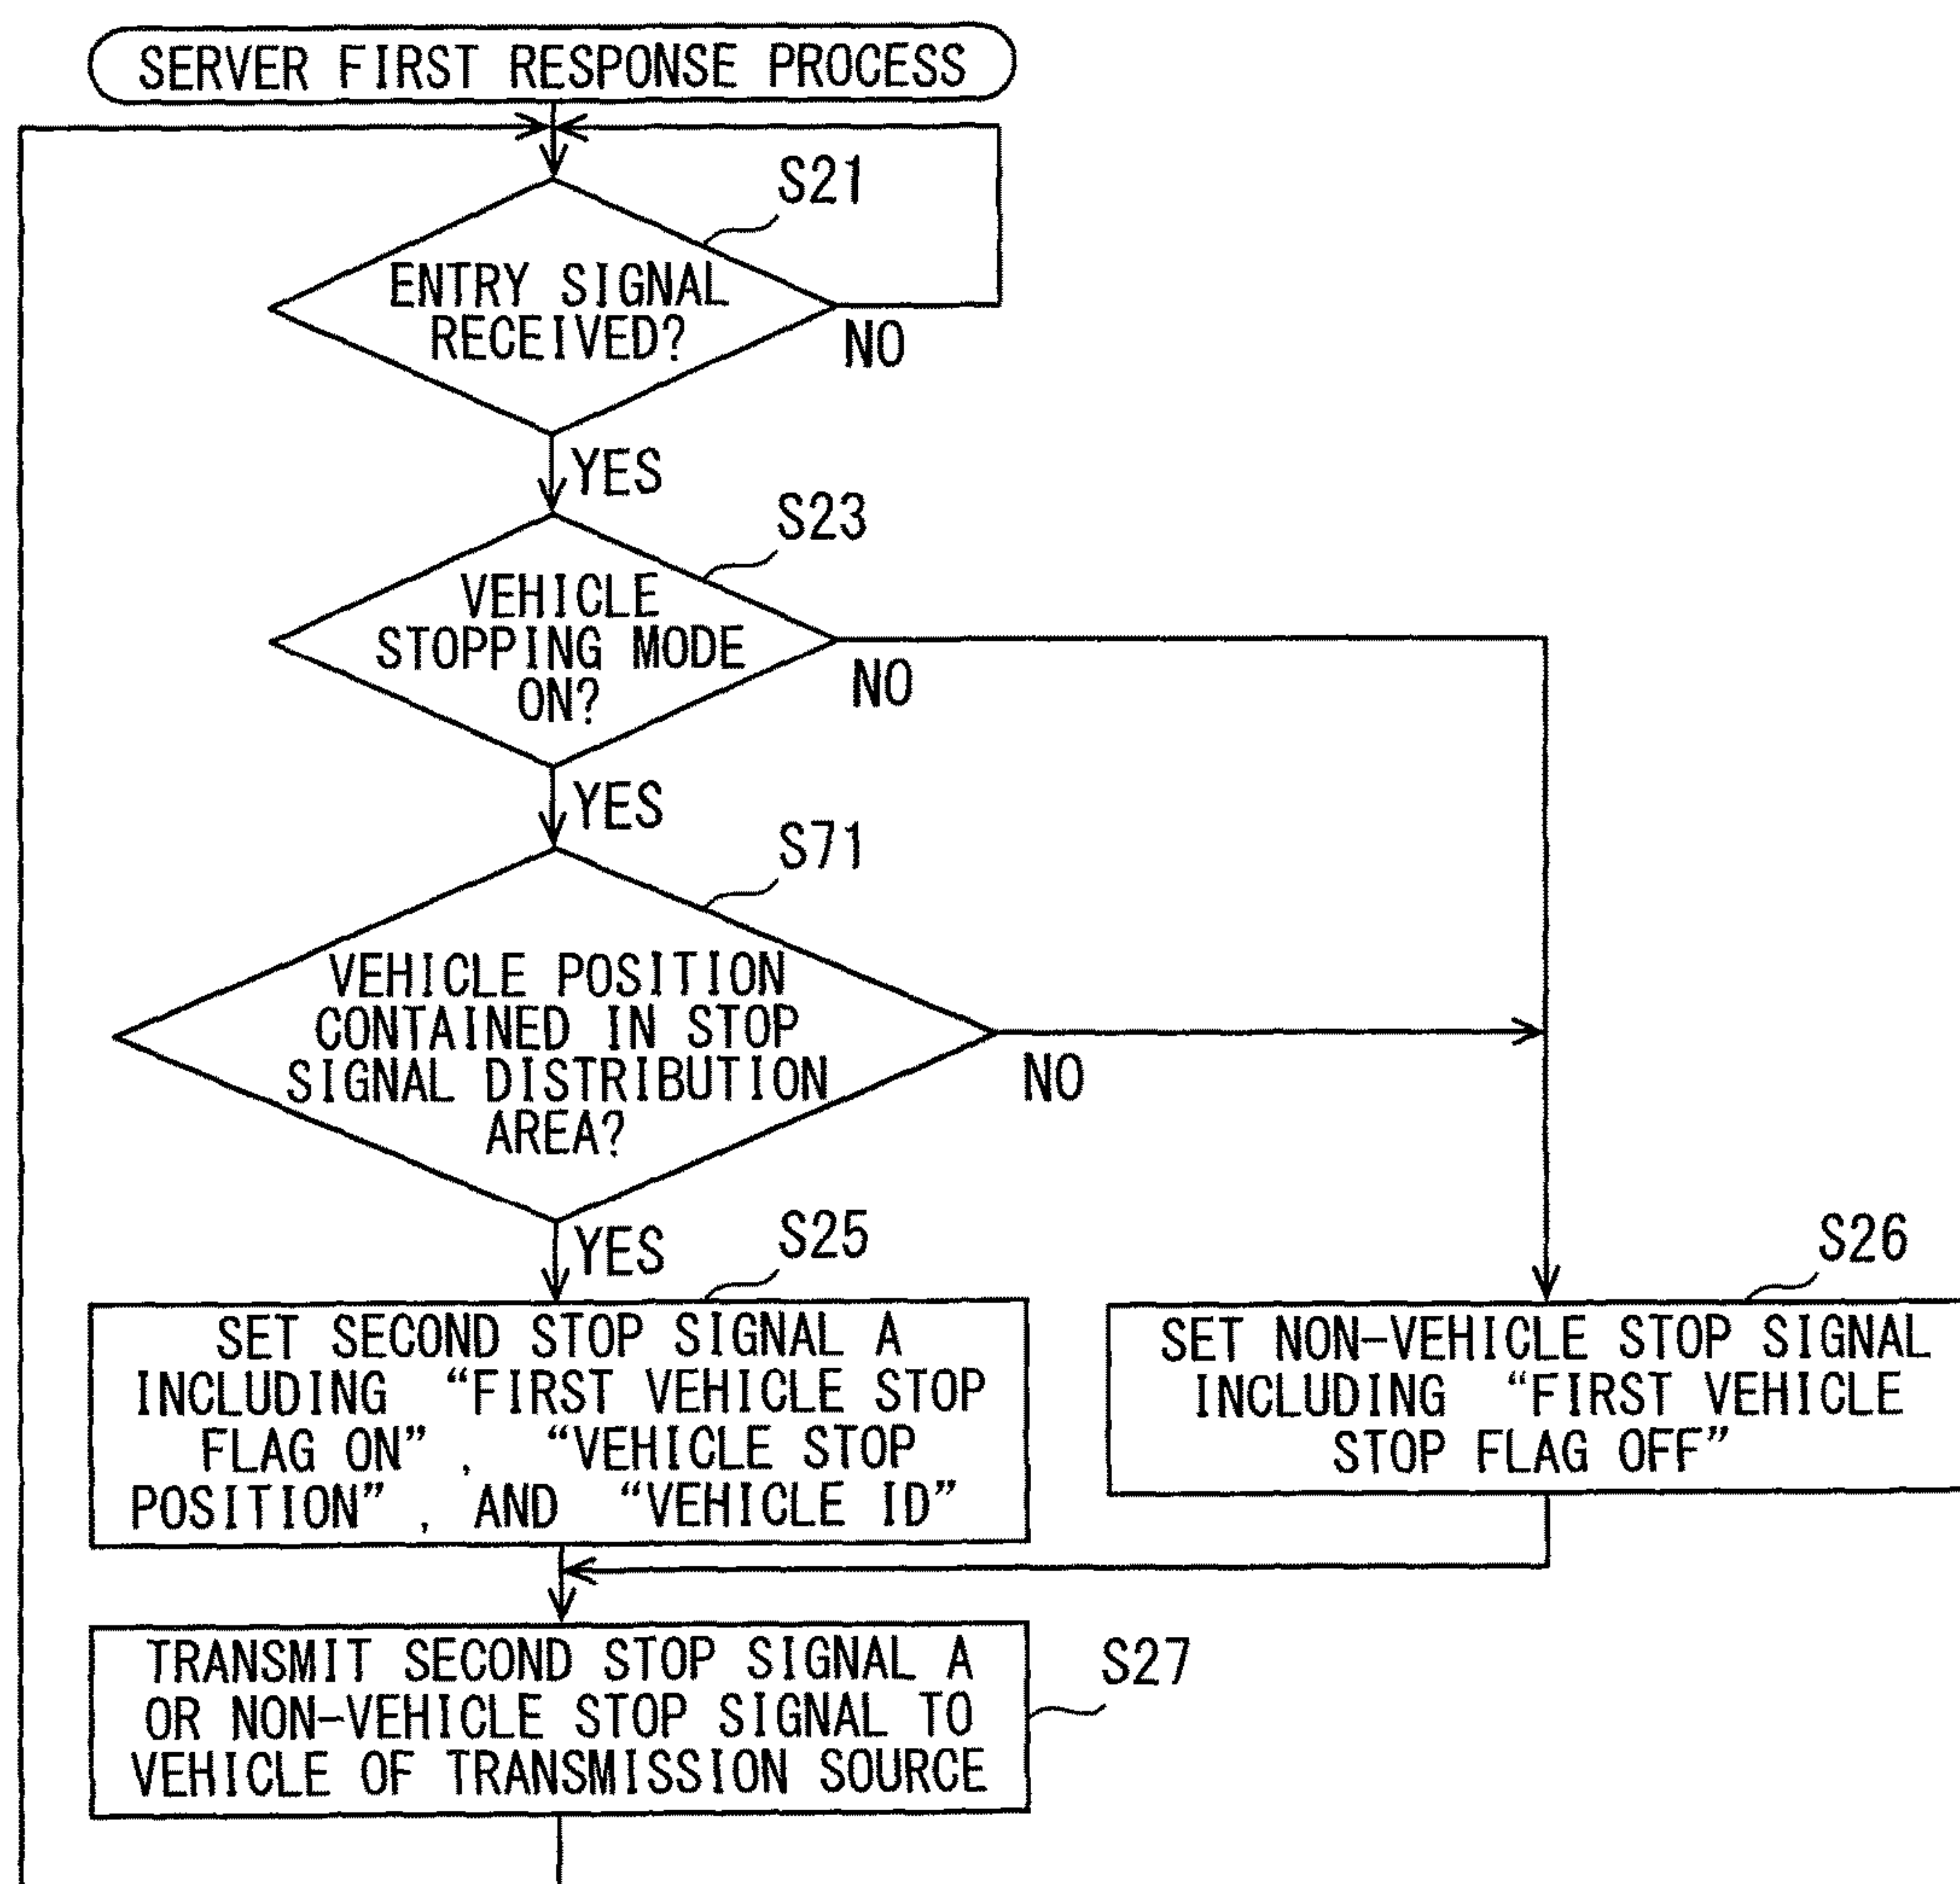 SERVER FIRST RESPONSE PROCESS
S21
ENTRY SIGNAL
RECEIVED?
NO
YES
S23
VEHICLE
STOPPING MODE
ON?
NO
YES
S71
VEHICLE POSITION
CONTAINED IN STOP
SIGNAL DISTRIBUTION
AREA?
NO
YES
S25
SET SECOND STOP SIGNAL A
INCLUDING “FIRST VEHICLE STOP
FLAG ON”, “VEHICLE STOP
POSITION”, AND “VEHICLE ID”
S26
SET NON-VEHICLE STOP SIGNAL
INCLUDING “FIRST VEHICLE
STOP FLAG OFF”
TRANSMIT SECOND STOP SIGNAL A
OR NON-VEHICLE STOP SIGNAL TO
VEHICLE OF TRANSMISSION SOURCE
S27